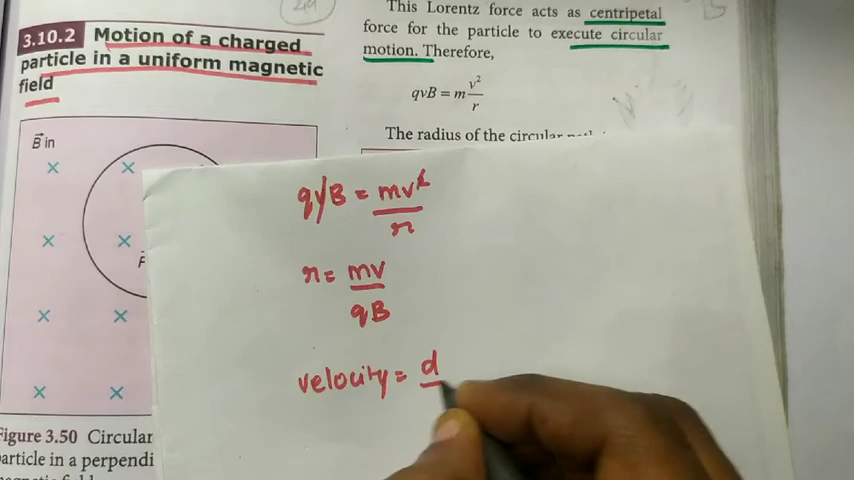 3.10.2 Motion of a charged
particle in a uniform magnetic
field
B⃗ in
F
Figure 3.50 Circular
particle in a perpendi
This Lorentz force acts as centripetal
force for the particle to execute circular
motion. Therefore,
qvB = m v²/r
The radius of the circular
qvB = mv²/r
r = mv/qB
velocity = d